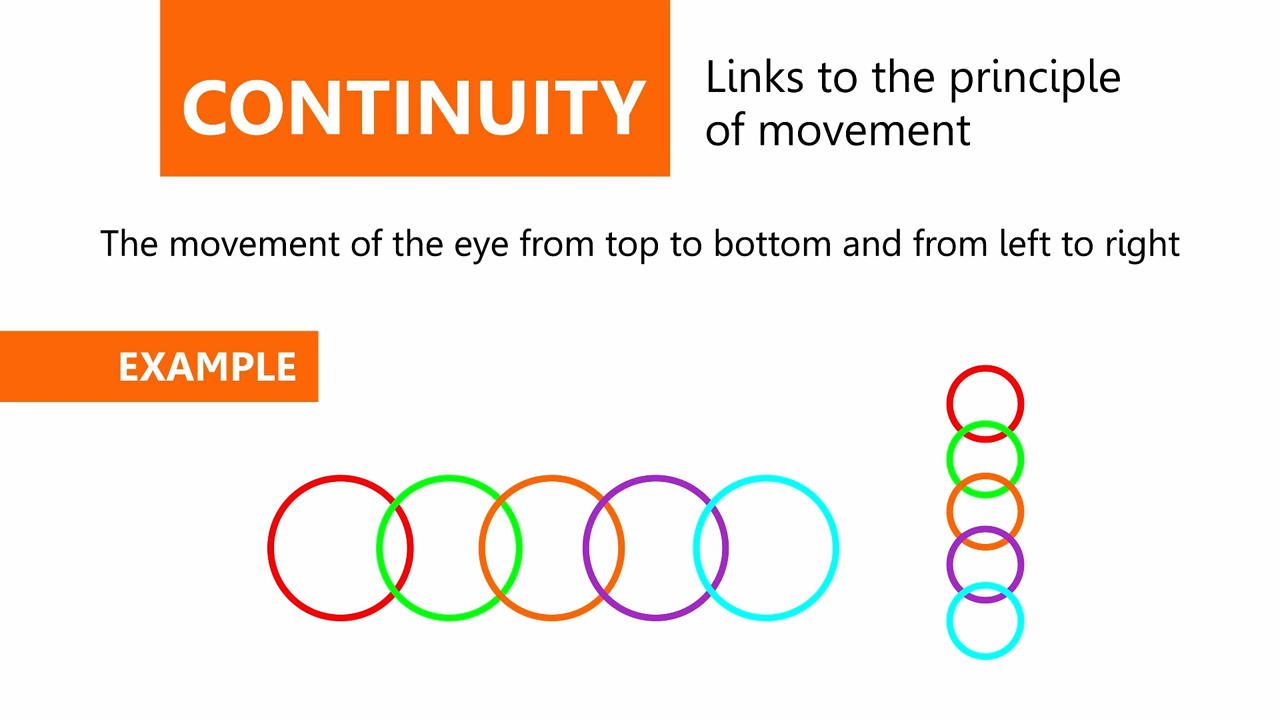 CONTINUITY
Links to the principle
of movement
The movement of the eye from top to bottom and from left to right
EXAMPLE